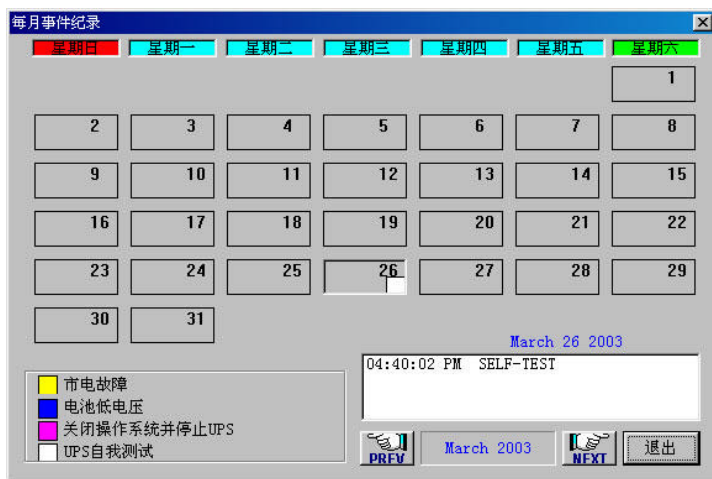 每月事件纪录
星期日 星期一 星期二 星期三 星期四 星期五 星期六
1
2 3 4 5 6 7 8
9 10 11 12 13 14 15
16 17 18 19 20 21 22
23 24 25 26 27 28 29
30 31
March 26 2003
04:40:02 PM SELF-TEST
市电故障
电池低电压
关闭操作系统并停止UPS
UPS自我测试
PREV March 2003 NEXT 退出